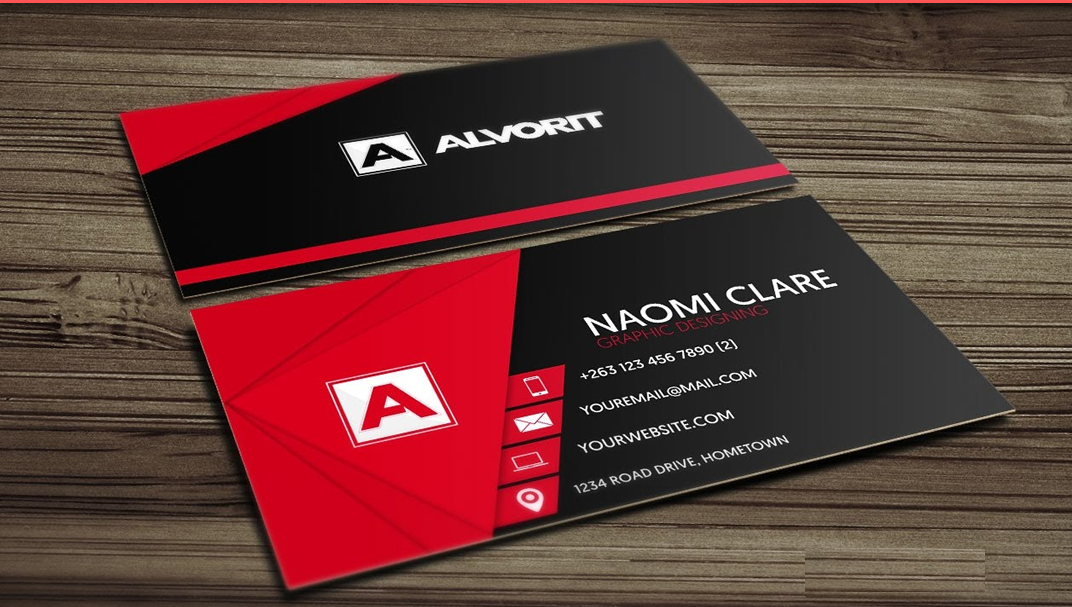 A ALVORIT
NAOMI CLARE
GRAPHIC DESIGNING
+263 123 456 7890 [2]
YOUREMAIL@MAIL.COM
YOURWEBSITE.COM
1234 ROAD DRIVE, HOMETOWN
A